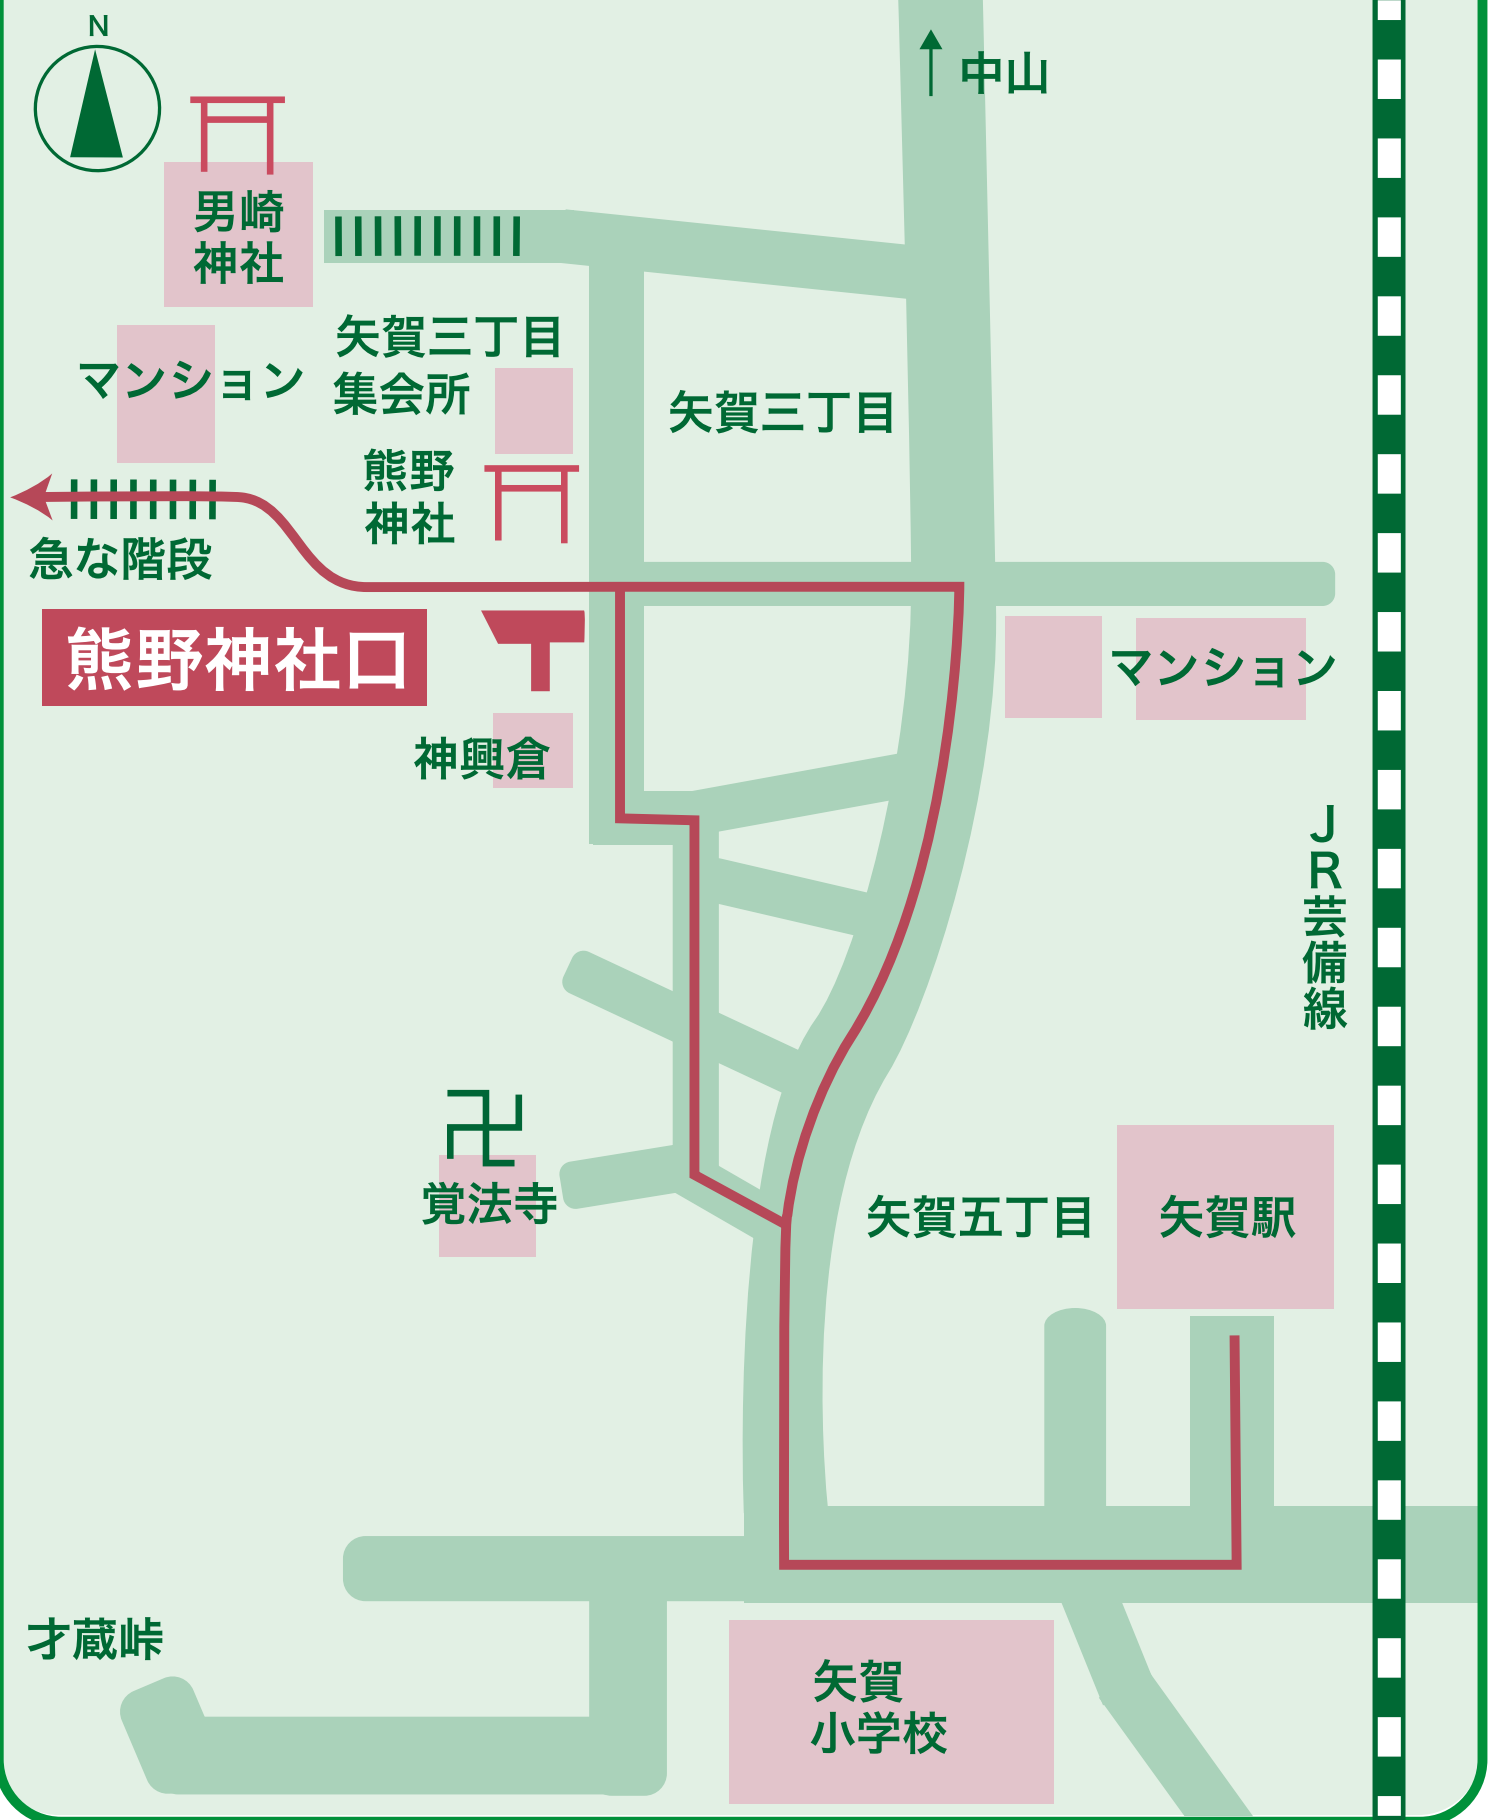 N
中山
男崎
神社
矢賀三丁目
集会所
マンション
矢賀三丁目
熊野
神社
急な階段
熊野神社口
マンション
神興倉
JR芸備線
覚法寺
矢賀五丁目
矢賀駅
才蔵峠
矢賀
小学校